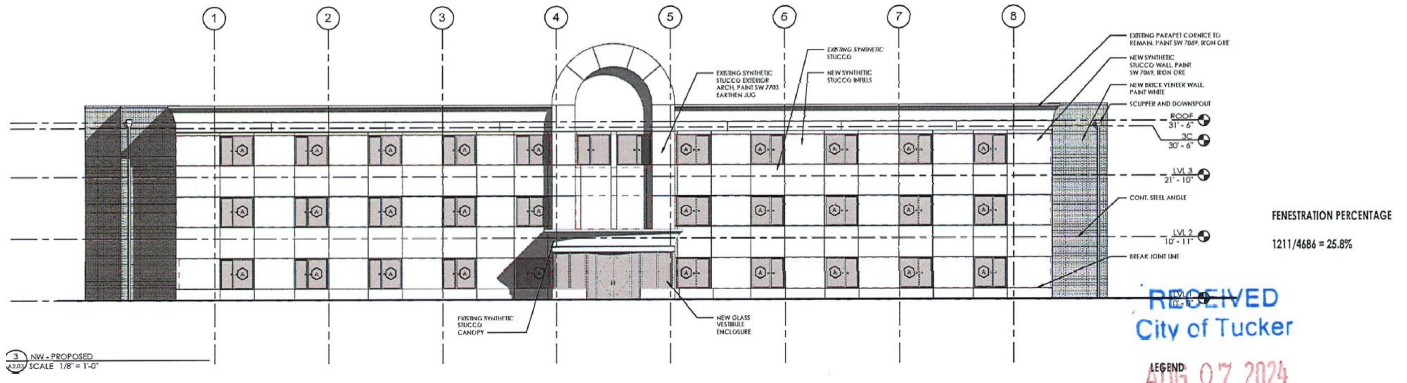 1
2
3
4
5
6
7
8
EXISTING SYNTHETIC
STUCCO
NEW SYNTHETIC
STUCCO INFILLS
EXISTING SYNTHETIC
STUCCO EXTERIOR
ARCH, PAINT SW 7703
EARTHEN JUG
EXISTING PARAPET CORNICE TO
REMAIN, PAINT SW 7069, IRON ORE
NEW SYNTHETIC
STUCCO WALL, PAINT
SW 7069, IRON ORE
NEW BRICK VENEER WALL,
PAINT WHITE
SCUPPER AND DOWNSPOUT
ROOF
31' - 6"
3C
30' - 6"
LVL 3
21' - 10"
CONT. STEEL ANGLE
LVL 2
10' - 11"
BREAK JOINT LINE
A A A A A A A A A A
A A A A A A A A A A
A A A A A A A A A A
EXISTING SYNTHETIC
STUCCO
CANOPY
NEW GLASS
VESTIBULE
ENCLOSURE
FENESTRATION PERCENTAGE
1211/4686 = 25.8%
RECEIVED
City of Tucker
LEGEND
AUG 07 2024
3 NW - PROPOSED
A2.03 SCALE 1/8" = 1'-0"